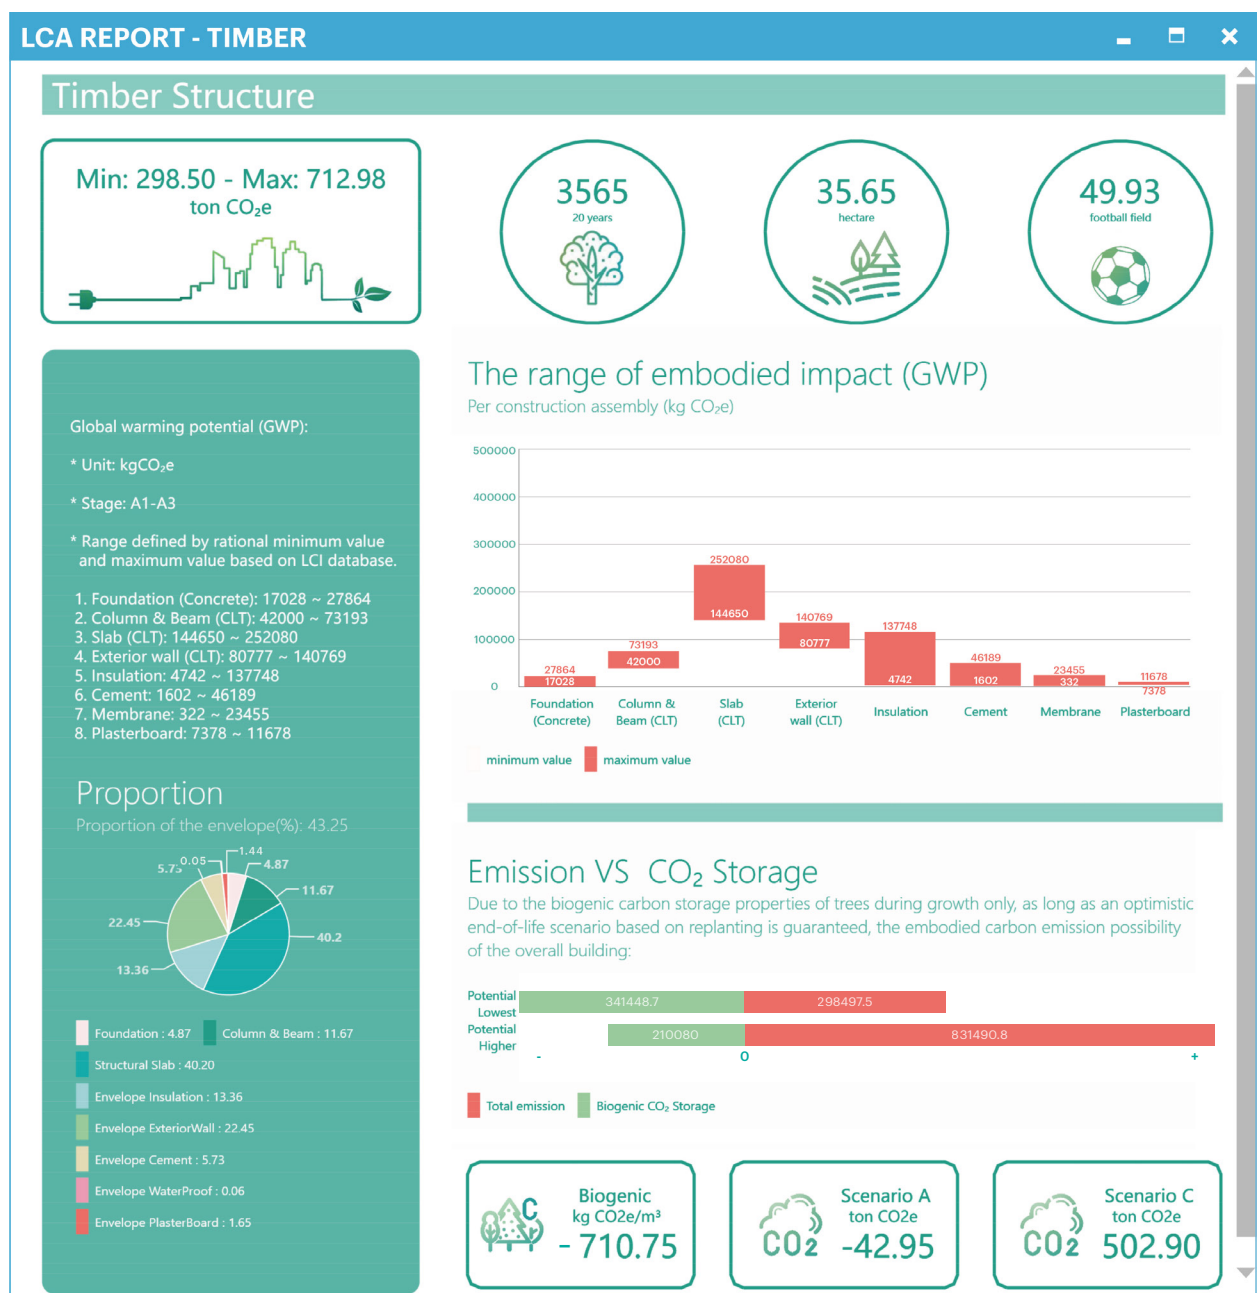 LCA REPORT - TIMBER
Timber Structure
Min: 298.50 - Max: 712.98
ton CO₂e
3565
20 years
35.65
hectare
49.93
football field
Global warming potential (GWP):
* Unit: kgCO₂e
* Stage: A1-A3
* Range defined by rational minimum value
and maximum value based on LCI database.
1. Foundation (Concrete): 17028 ~ 27864
2. Column & Beam (CLT): 42000 ~ 73193
3. Slab (CLT): 144650 ~ 252080
4. Exterior wall (CLT): 80777 ~ 140769
5. Insulation: 4742 ~ 137748
6. Cement: 1602 ~ 46189
7. Membrane: 322 ~ 23455
8. Plasterboard: 7378 ~ 11678
Proportion
Proportion of the envelope(%): 43.25
1.44
0.05
5.7
4.87
11.67
22.45
40.2
13.36
Foundation : 4.87
Column & Beam : 11.67
Structural Slab : 40.20
Envelope Insulation : 13.36
Envelope ExteriorWall : 22.45
Envelope Cement : 5.73
Envelope WaterProof : 0.06
Envelope PlasterBoard : 1.65
The range of embodied impact (GWP)
Per construction assembly (kg CO₂e)
500000
400000
300000
200000
100000
0
27864
17028
73193
42000
252080
144650
140769
80777
137748
4742
46189
1602
23455
332
11678
7378
Foundation
(Concrete)
Column &
Beam (CLT)
Slab
(CLT)
Exterior
wall (CLT)
Insulation
Cement
Membrane
Plasterboard
minimum value
maximum value
Emission VS CO₂ Storage
Due to the biogenic carbon storage properties of trees during growth only, as long as an optimistic
end-of-life scenario based on replanting is guaranteed, the embodied carbon emission possibility
of the overall building:
Potential
Lowest
341448.7
298497.5
Potential
Higher
210080
831490.8
-
0
+
Total emission
Biogenic CO₂ Storage
C
Biogenic
kg CO2e/m³
- 710.75
CO2
Scenario A
ton CO2e
-42.95
CO2
Scenario C
ton CO2e
502.90